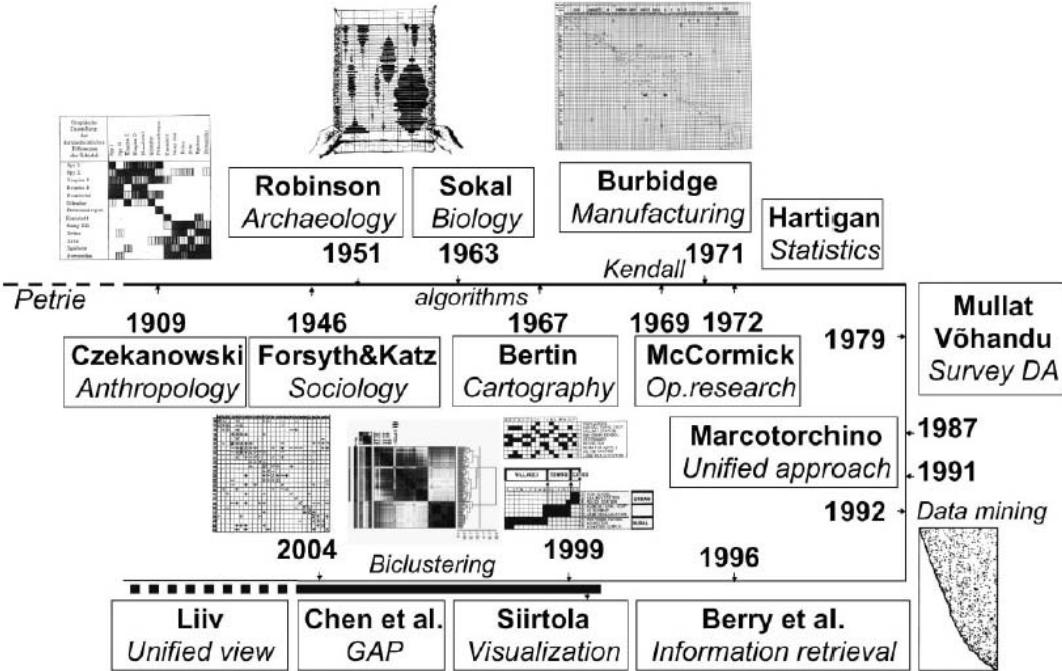 Robinson
Archaeology
1951
Sokal
Biology
1963
Burbidge
Manufacturing
1971
Hartigan
Statistics
Petrie
algorithms
Kendall
1909
Czekanowski
Anthropology
1946
Forsyth&Katz
Sociology
1967
Bertin
Cartography
1969
1972
McCormick
Op.research
1979
Mullat
Võhandu
Survey DA
Marcotorchino
Unified approach
1987
1991
1992
Data mining
2004
Biclustering
1999
1996
Liiv
Unified view
Chen et al.
GAP
Siirtola
Visualization
Berry et al.
Information retrieval